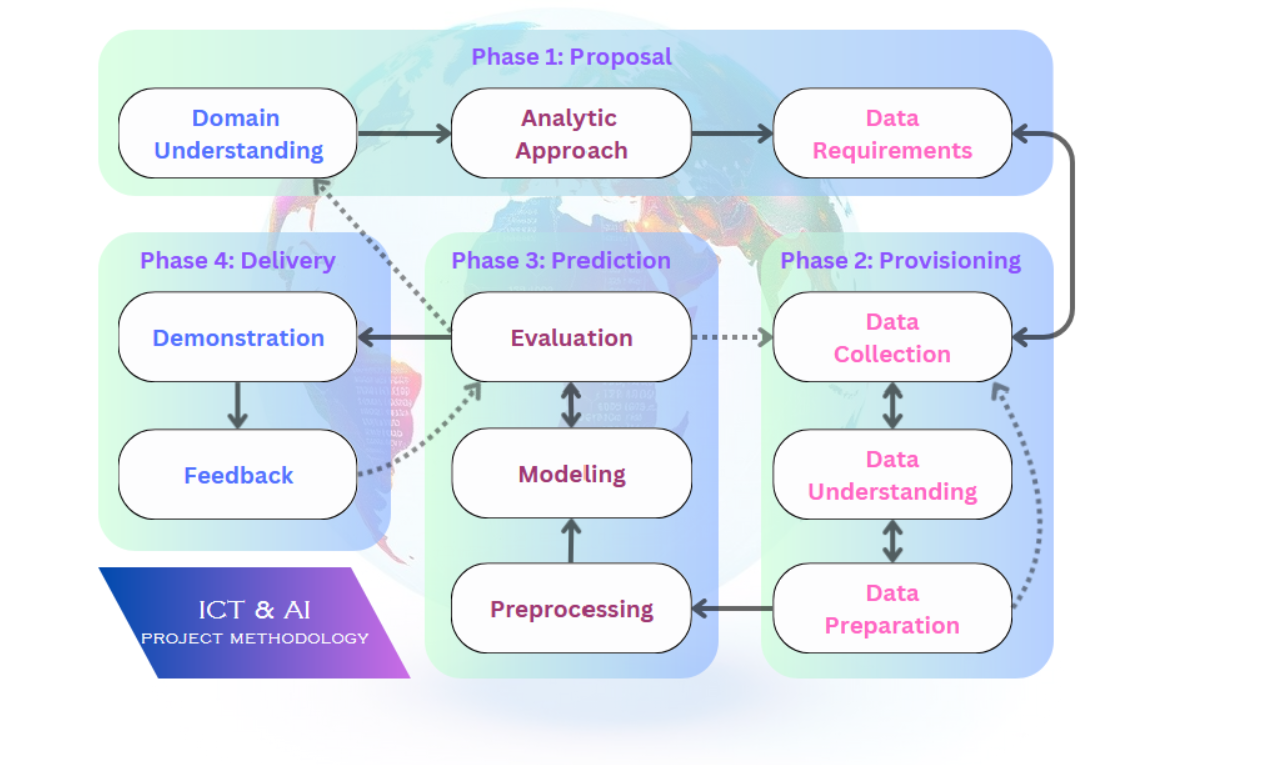 Phase 1: Proposal
Domain
Understanding
Analytic
Approach
Data
Requirements
Phase 4: Delivery
Demonstration
Feedback
Phase 3: Prediction
Evaluation
Modeling
Preprocessing
Phase 2: Provisioning
Data
Collection
Data
Understanding
Data
Preparation
ICT & AI
PROJECT METHODOLOGY